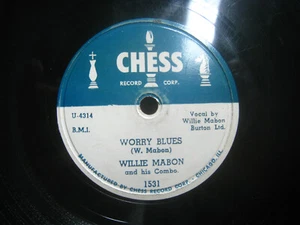 CHESS
RECORD CORP.
U-4314
B.M.I.
Vocal by
Willie Mabon
Burton Ltd.
WORRY BLUES
(W. Mabon)
WILLIE MABON
and his Combo
1531
MANUFACTURED BY CHESS RECORD CORP. CHICAGO, ILL.